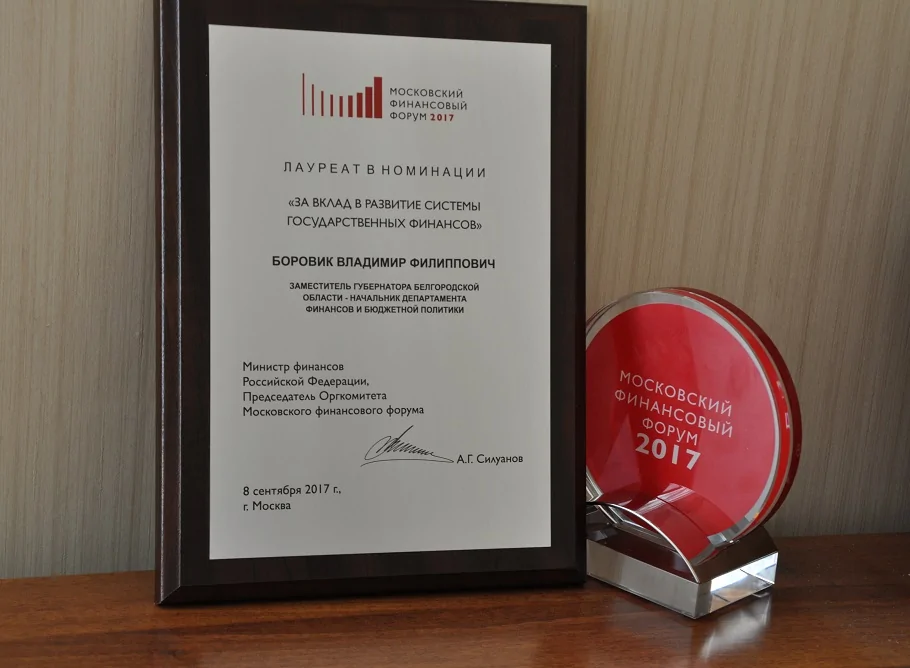 МОСКОВСКИЙ
ФИНАНСОВЫЙ
ФОРУМ 2017
ЛАУРЕАТ В НОМИНАЦИИ
«ЗА ВКЛАД В РАЗВИТИЕ СИСТЕМЫ
ГОСУДАРСТВЕННЫХ ФИНАНСОВ»
БОРОВИК ВЛАДИМИР ФИЛИППОВИЧ
ЗАМЕСТИТЕЛЬ ГУБЕРНАТОРА БЕЛГОРОДСКОЙ
ОБЛАСТИ - НАЧАЛЬНИК ДЕПАРТАМЕНТА
ФИНАНСОВ И БЮДЖЕТНОЙ ПОЛИТИКИ
Министр финансов
Российской Федерации,
Председатель Оргкомитета
Московского финансового форума
А.Г. Силуанов
8 сентября 2017 г.,
г. Москва
МОСКОВСКИЙ
ФИНАНСОВЫЙ
ФОРУМ
2017